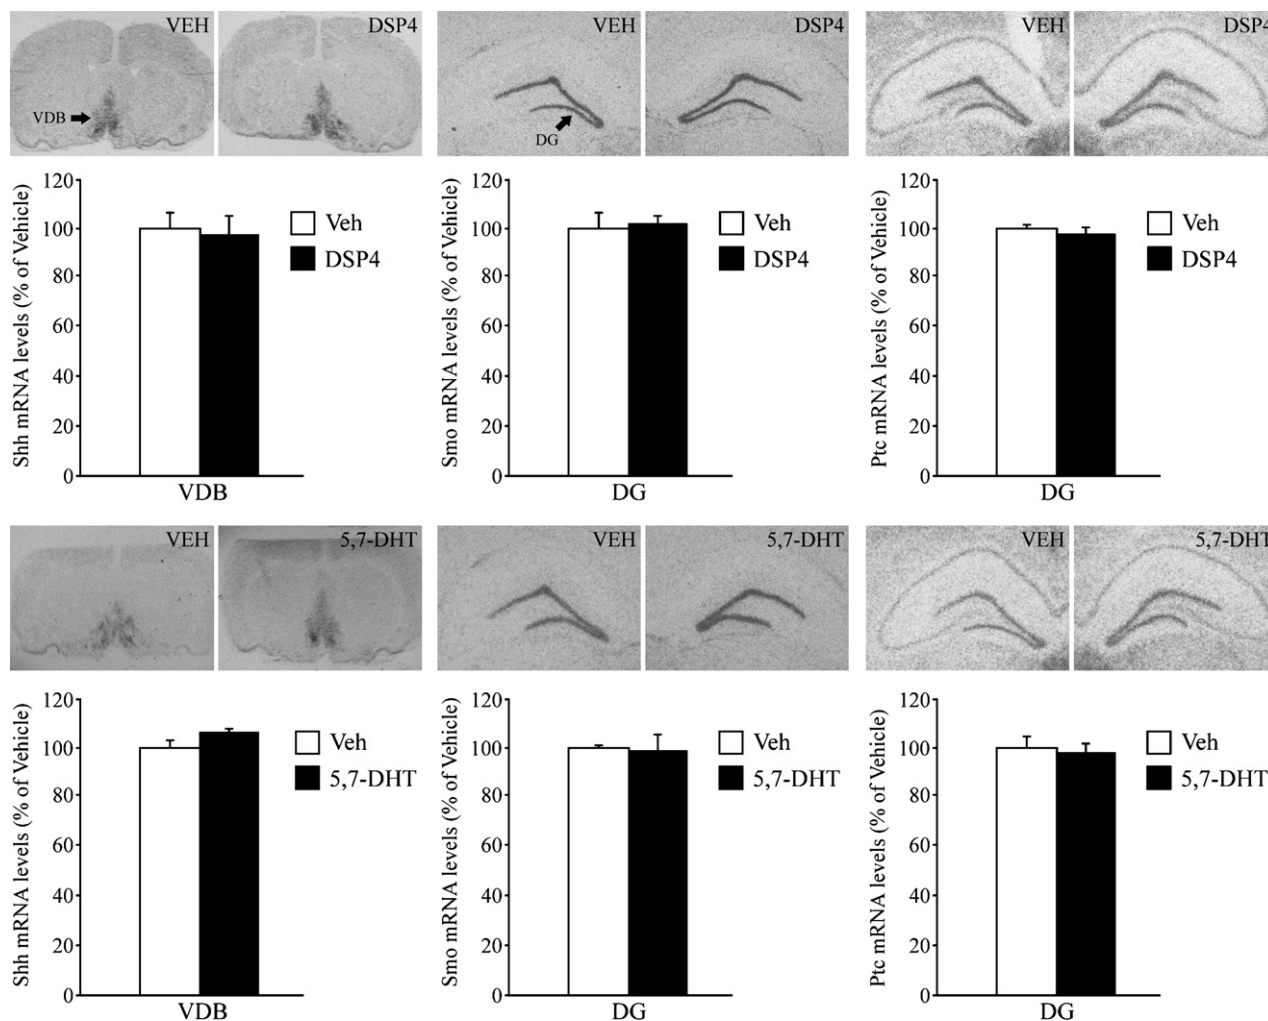 VEH
DSP4
VEH
DSP4
VEH
DSP4
VDB
DG
Shh mRNA levels (% of Vehicle)
120
100
80
60
40
20
0
Veh
DSP4
VDB
Smo mRNA levels (% of Vehicle)
120
100
80
60
40
20
0
Veh
DSP4
DG
Ptc mRNA levels (% of Vehicle)
120
100
80
60
40
20
0
Veh
DSP4
DG
VEH
5,7-DHT
VEH
5,7-DHT
VEH
5,7-DHT
Shh mRNA levels (% of Vehicle)
120
100
80
60
40
20
0
Veh
5,7-DHT
VDB
Smo mRNA levels (% of Vehicle)
120
100
80
60
40
20
0
Veh
5,7-DHT
DG
Ptc mRNA levels (% of Vehicle)
120
100
80
60
40
20
0
Veh
5,7-DHT
DG